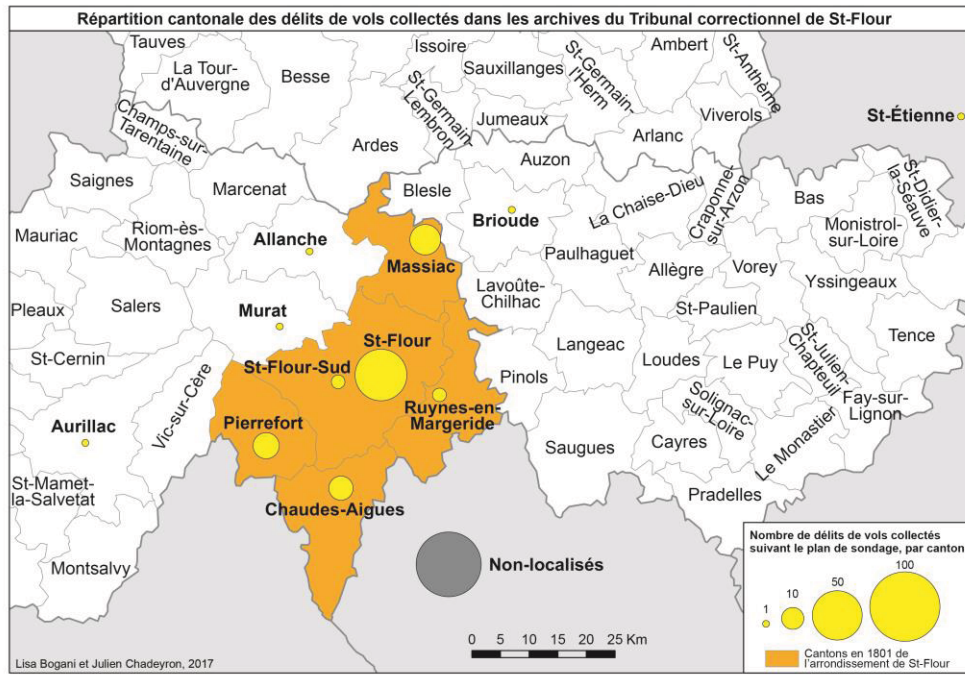 Répartition cantonale des délits de vols collectés dans les archives du Tribunal correctionnel de St-Flour
Tauves
La Tour-
d'Auvergne
Besse
Issoire
Sauxillanges
St-Germain-
Lembron
St-Germain-
l'Herm
Ambert
St-Anthème
Champs-sur-
Tarentaine
Jumeaux
Viverols
Arlanc
St-Étienne
Ardes
Auzon
Saignes
Marcenat
Blesle
La Chaise-Dieu
Craponne-
sur-Arzon
Bas
St-Didier-
la-Séauve
Mauriac
Riom-ès-
Montagnes
Allanche
Brioude
Monistrol-
sur-Loire
Massiac
Paulhaguet
Allègre
Vorey
Yssingeaux
Pleaux
Salers
Lavoûte-
Chilhac
Murat
St-Paulien
St-Cernin
St-Flour
Langeac
Tence
Vic-sur-Cère
St-Flour-Sud
Pinols
Loudes
Le Puy
St-Julien-
Chapteuil
Ruynes-en-
Margeride
Solignac-
sur-Loire
Fay-sur-
Lignon
Aurillac
Pierrefort
Saugues
Cayres
Le Monastier
St-Mamet-
la-Salvetat
Chaudes-Aigues
Pradelles
Montsalvy
Non-localisés
Nombre de délits de vols collectés
suivant le plan de sondage, par canton
1
10
50
100
Cantons en 1801 de
l'arrondissement de St-Flour
0 5 10 15 20 25 Km
Lisa Bogani et Julien Chadeyron, 2017